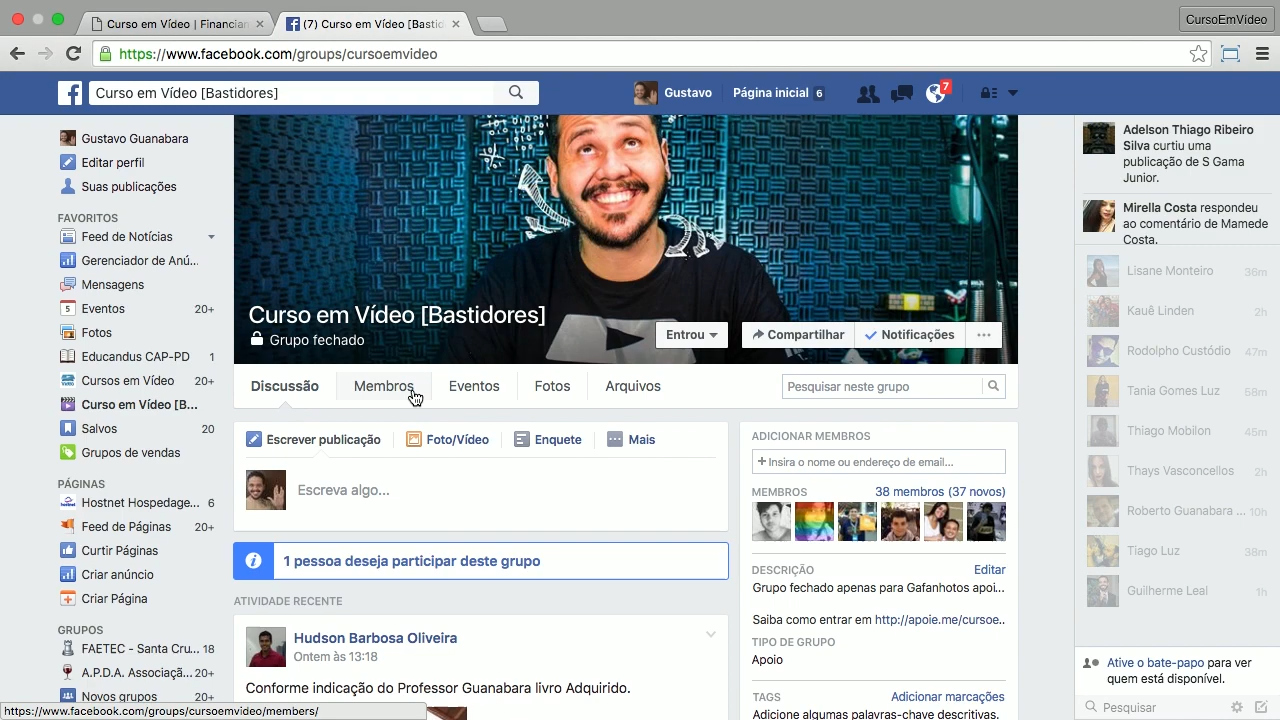 Curso em Vídeo | Financiam
(7) Curso em Vídeo [Bastid
CursoEmVideo
https://www.facebook.com/groups/cursoemvideo
Curso em Vídeo [Bastidores]
Gustavo
Página inicial 6
7
Gustavo Guanabara
Editar perfil
Suas publicações
FAVORITOS
Feed de Notícias
Gerenciador de Anú...
Mensagens
5 Eventos 20+
Fotos
Educandus CAP-PD 1
Cursos em Vídeo 20+
Curso em Vídeo [B...
Salvos 20
Grupos de vendas
PÁGINAS
Hostnet Hospedage... 6
Feed de Páginas 20+
Curtir Páginas
Criar anúncio
Criar Página
GRUPOS
FAETEC - Santa Cru... 18
A.P.D.A. Associaçã... 20+
Novos grupos 20+
https://www.facebook.com/groups/cursoemvideo/members/
Curso em Vídeo [Bastidores]
Grupo fechado
Entrou
Compartilhar
Notificações
...
Discussão
Membros
Eventos
Fotos
Arquivos
Pesquisar neste grupo
Escrever publicação
Foto/Vídeo
Enquete
Mais
Escreva algo...
1 pessoa deseja participar deste grupo
ATIVIDADE RECENTE
Hudson Barbosa Oliveira
Ontem às 13:18
Conforme indicação do Professor Guanabara livro Adquirido.
ADICIONAR MEMBROS
+ Insira o nome ou endereço de email...
MEMBROS 38 membros (37 novos)
DESCRIÇÃO Editar
Grupo fechado apenas para Gafanhotos apoi...
Saiba como entrar em http://apoie.me/cursoe..
TIPO DE GRUPO
Apoio
TAGS Adicionar marcações
Adicione algumas palavras-chave descritivas.
Adelson Thiago Ribeiro
Silva curtiu uma
publicação de S Gama
Junior.
Mirella Costa respondeu
ao comentário de Mamede
Costa.
Lisane Monteiro 36m
Kauê Linden 2h
Rodolpho Custódio 47m
Tania Gomes Luz 58m
Thiago Mobilon 45m
Thays Vasconcellos 2h
Roberto Guanabara ... 10h
Tiago Luz 38m
Guilherme Leai 1h
Ative o bate-papo para ver
quem está disponível.
Pesquisar